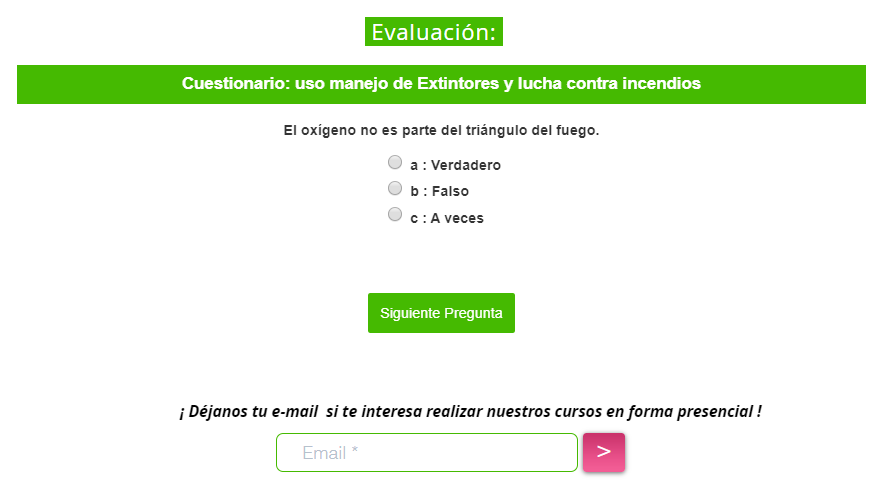 Evaluación:
Cuestionario: uso manejo de Extintores y lucha contra incendios
El oxígeno no es parte del triángulo del fuego.
a : Verdadero
b : Falso
c : A veces
Siguiente Pregunta
¡ Déjanos tu e-mail  si te interesa realizar nuestros cursos en forma presencial !
Email * >